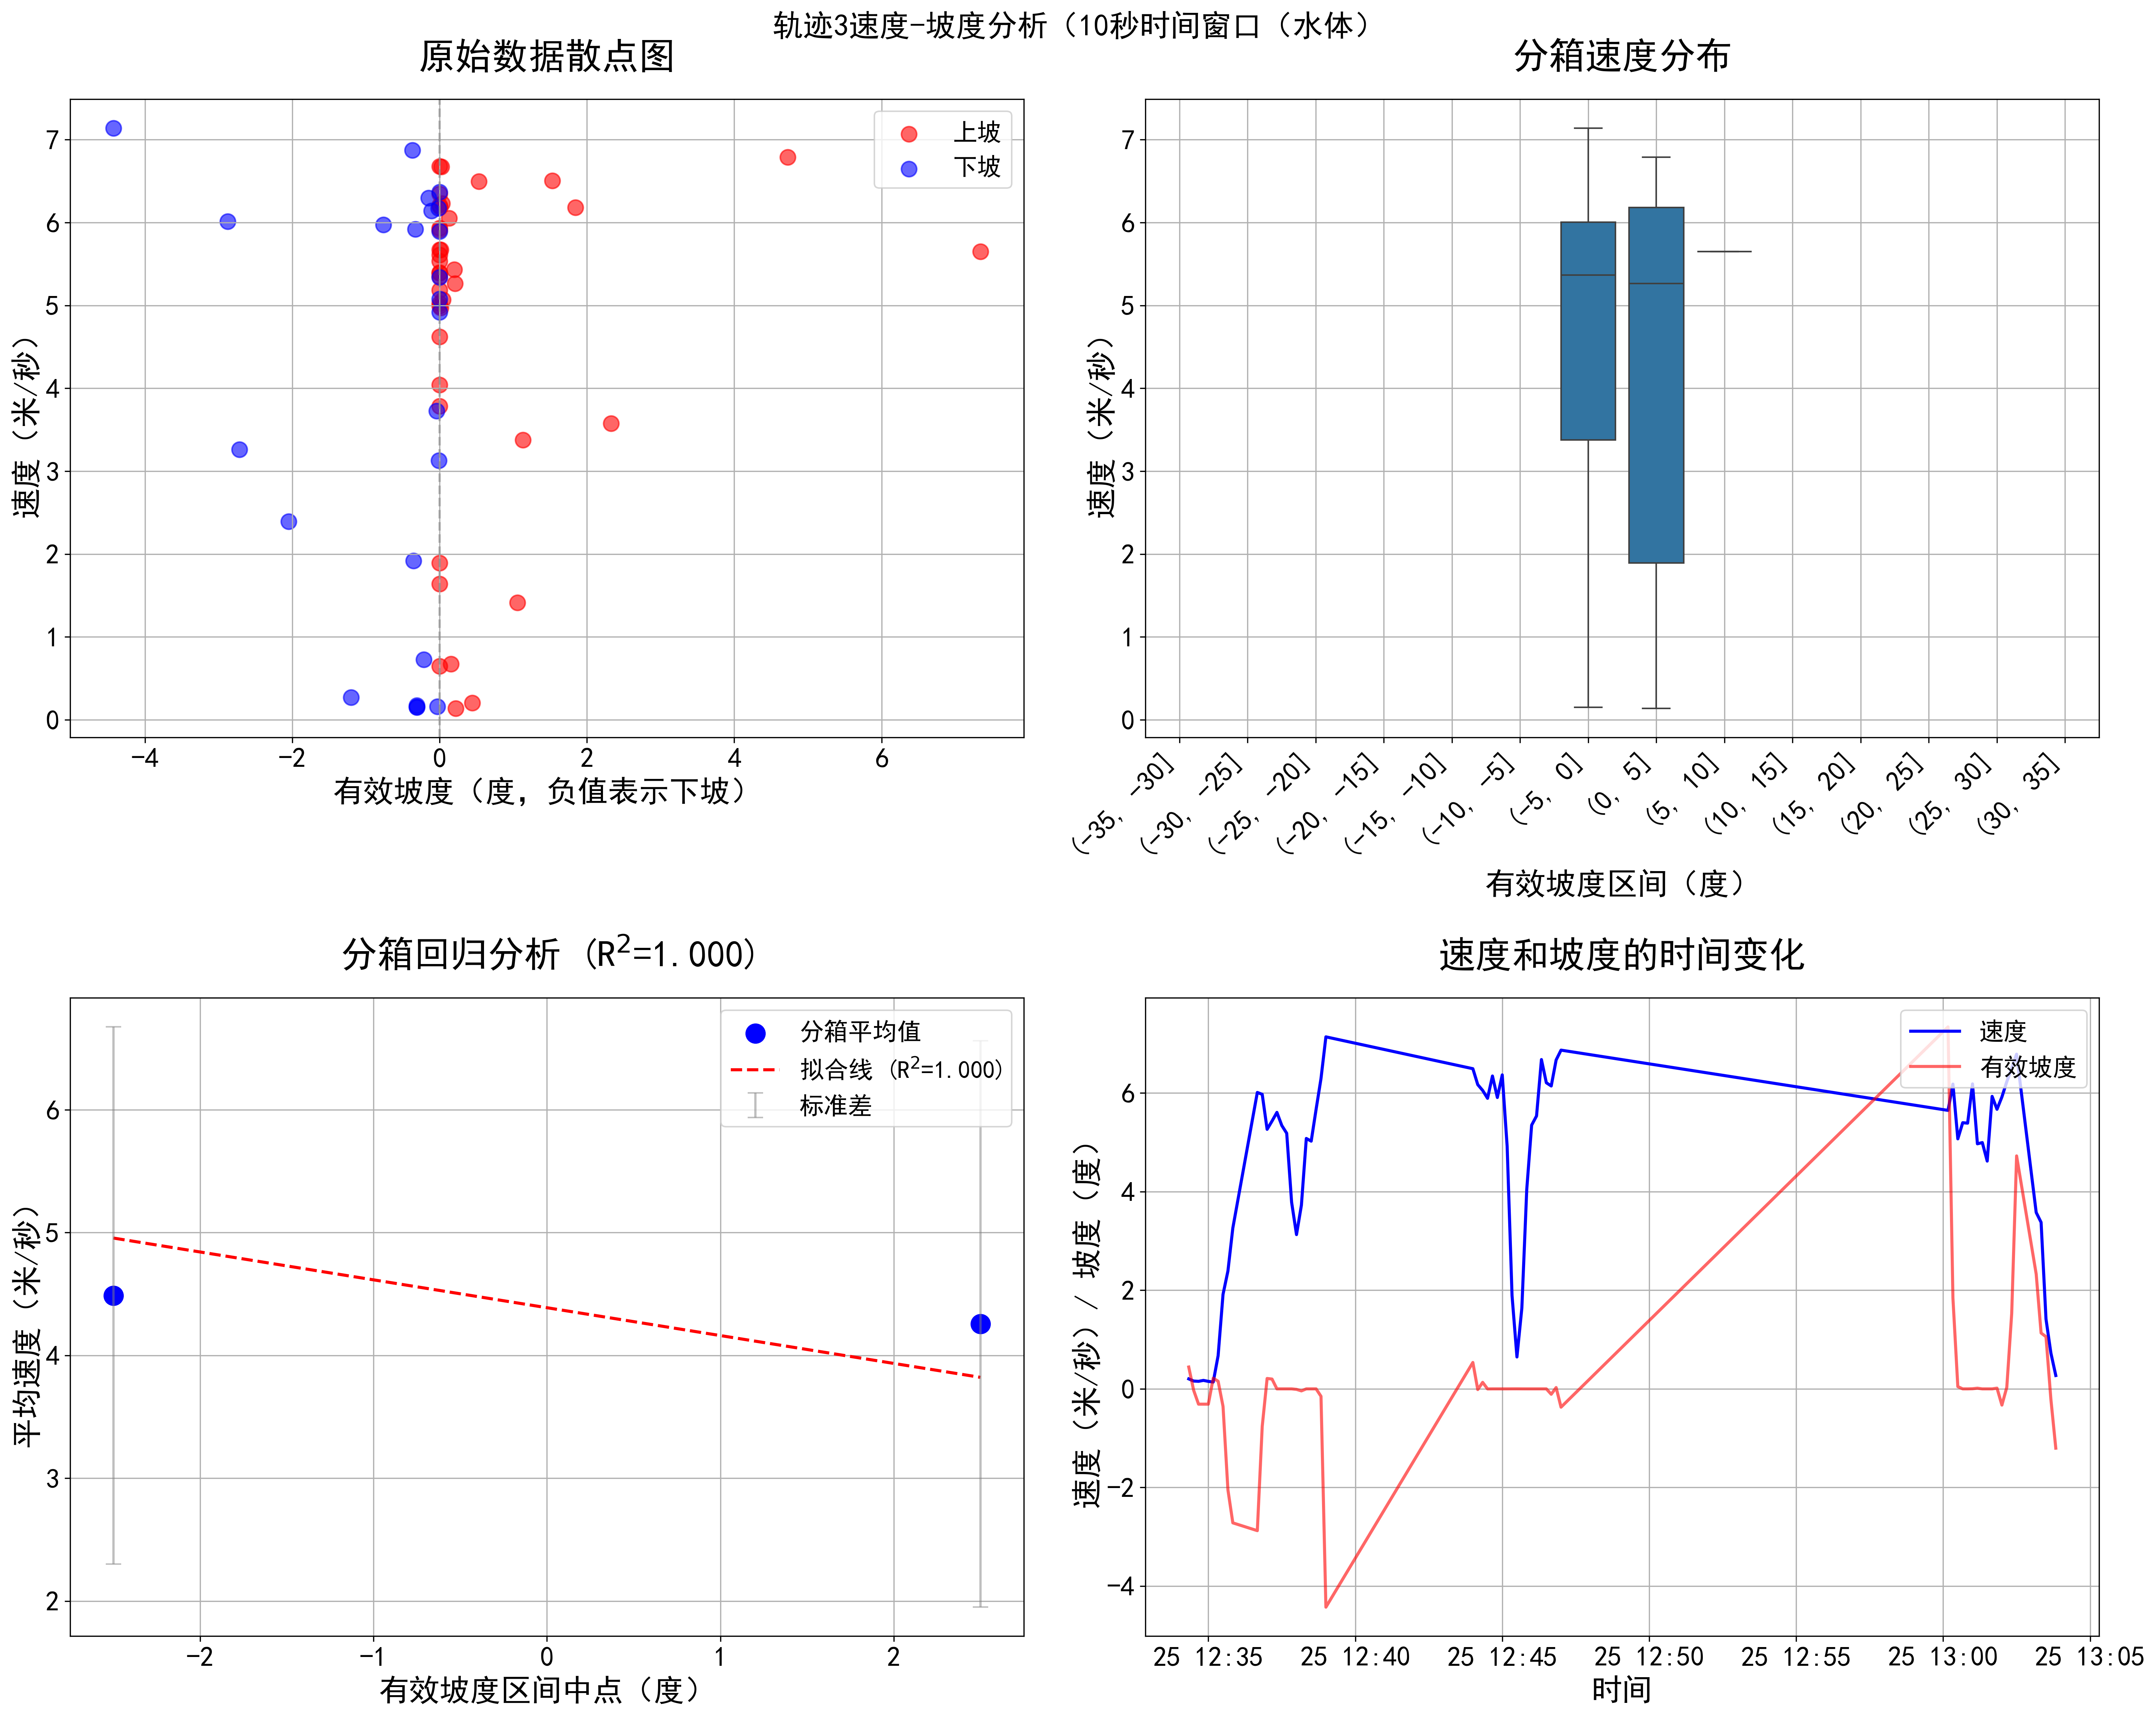 轨迹3速度-坡度分析（10秒时间窗口（水体）
原始数据散点图
上坡
下坡
7
6
5
4
3
2
1
0
速度（米/秒）
−4 −2 0 2 4 6
有效坡度（度，负值表示下坡）
分箱速度分布
7
6
5
4
3
2
1
0
速度（米/秒）
(−35, −30]
(−30, −25]
(−25, −20]
(−20, −15]
(−15, −10]
(−10, −5]
(−5, 0]
(0, 5]
(5, 10]
(10, 15]
(15, 20]
(20, 25]
(25, 30]
(30, 35]
有效坡度区间（度）
分箱回归分析 (R²=1.000)
分箱平均值
拟合线 (R²=1.000)
标准差
6
5
4
3
2
平均速度（米/秒）
−2 −1 0 1 2
有效坡度区间中点（度）
速度和坡度的时间变化
速度
有效坡度
6
4
2
0
−2
−4
速度（米/秒）/ 坡度（度）
25 12:35 25 12:40 25 12:45 25 12:50 25 12:55 25 13:00 25 13:05
时间